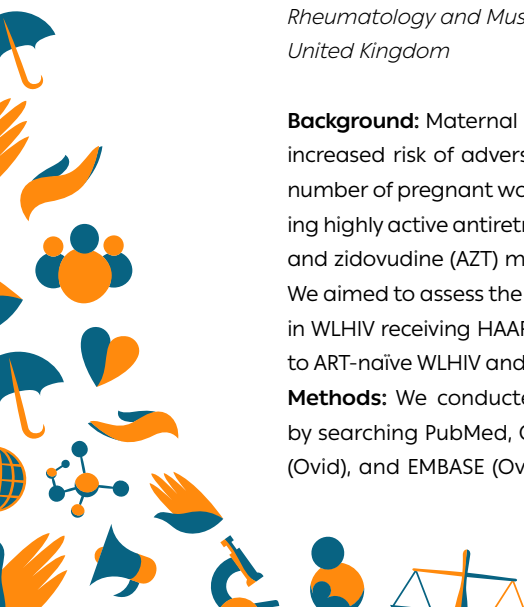 Rheumatology and Mus
United Kingdom
Background: Maternal
increased risk of advers
number of pregnant wo
ing highly active antiretr
and zidovudine (AZT) m
We aimed to assess the
in WLHIV receiving HAAR
to ART-naïve WLHIV and
Methods: We conducte
by searching PubMed, C
(Ovid), and EMBASE (Ov